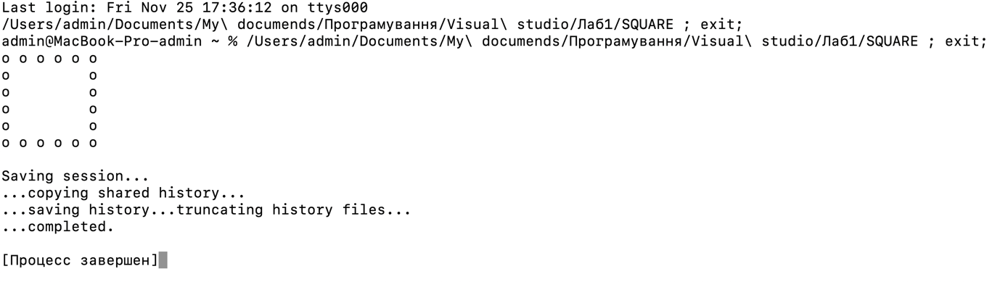 Last login: Fri Nov 25 17:36:12 on ttys000
/Users/admin/Documents/My\ documends/Програмування/Visual\ studio/Лаб1/SQUARE ; exit;
admin@MacBook-Pro-admin ~ % /Users/admin/Documents/My\ documends/Програмування/Visual\ studio/Лаб1/SQUARE ; exit;
o o o o o o
o         o
o         o
o         o
o         o
o o o o o o

Saving session...
...copying shared history...
...saving history...truncating history files...
...completed.

[Процесс завершен]